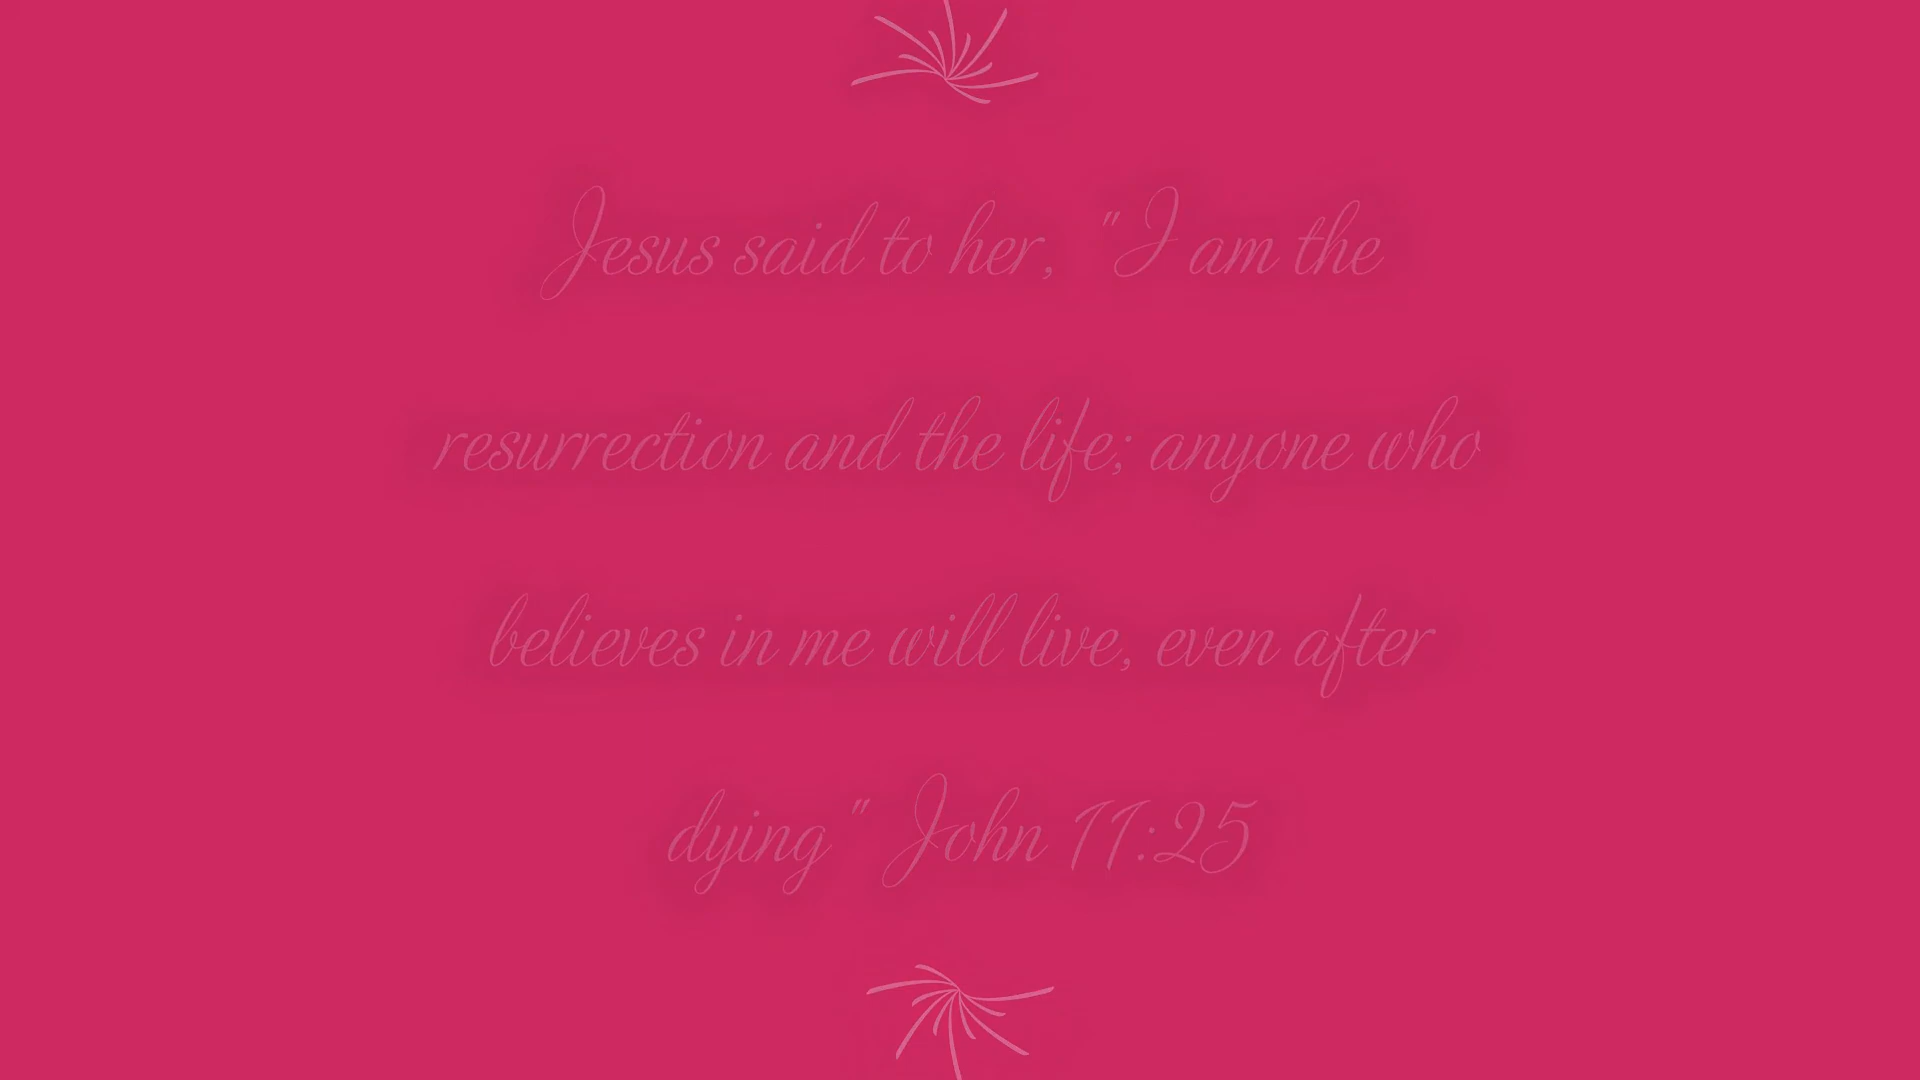 Jesus said to her, "I am the
resurrection and the life; anyone who
believes in me will live, even after
dying" John 11:25